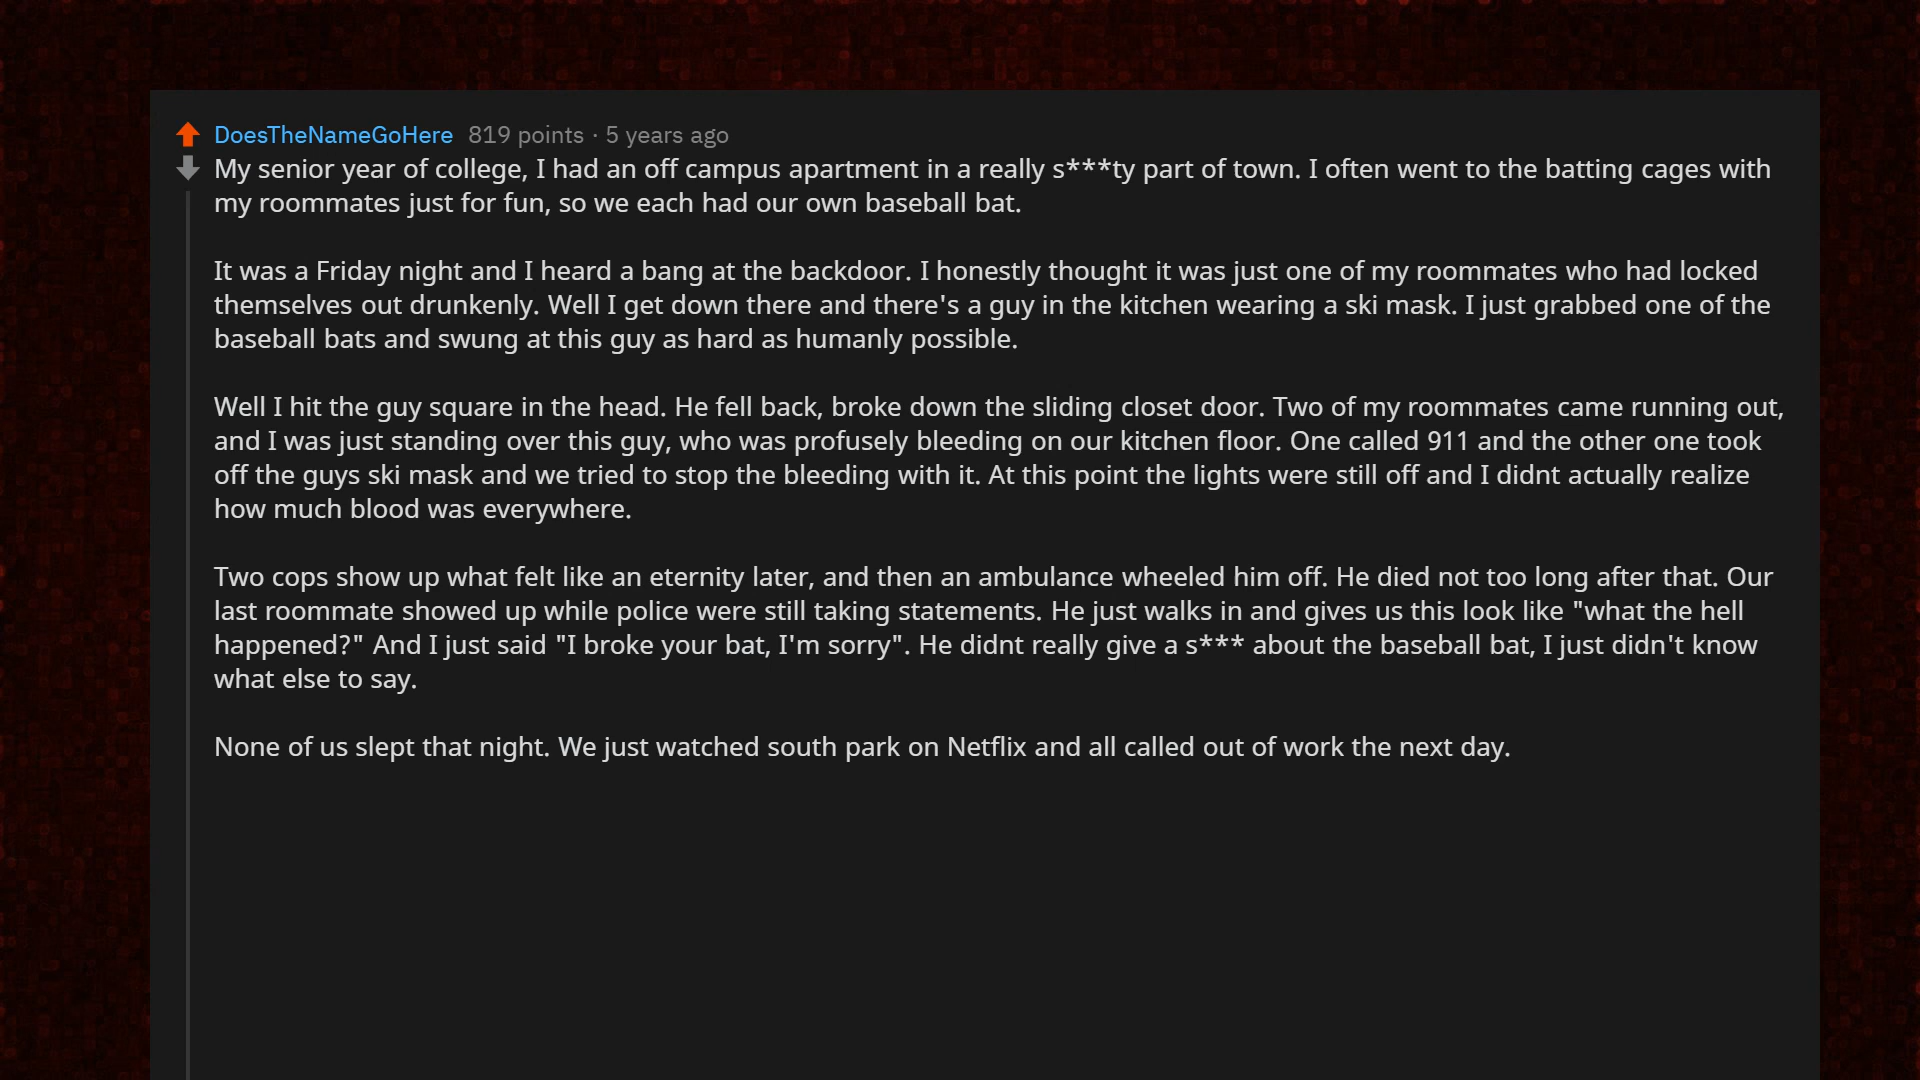 DoesTheNameGoHere 819 points · 5 years ago
My senior year of college, I had an off campus apartment in a really s***ty part of town. I often went to the batting cages with
my roommates just for fun, so we each had our own baseball bat.
It was a Friday night and I heard a bang at the backdoor. I honestly thought it was just one of my roommates who had locked
themselves out drunkenly. Well I get down there and there's a guy in the kitchen wearing a ski mask. I just grabbed one of the
baseball bats and swung at this guy as hard as humanly possible.
Well I hit the guy square in the head. He fell back, broke down the sliding closet door. Two of my roommates came running out,
and I was just standing over this guy, who was profusely bleeding on our kitchen floor. One called 911 and the other one took
off the guys ski mask and we tried to stop the bleeding with it. At this point the lights were still off and I didnt actually realize
how much blood was everywhere.
Two cops show up what felt like an eternity later, and then an ambulance wheeled him off. He died not too long after that. Our
last roommate showed up while police were still taking statements. He just walks in and gives us this look like "what the hell
happened?" And I just said "I broke your bat, I'm sorry". He didnt really give a s*** about the baseball bat, I just didn't know
what else to say.
None of us slept that night. We just watched south park on Netflix and all called out of work the next day.